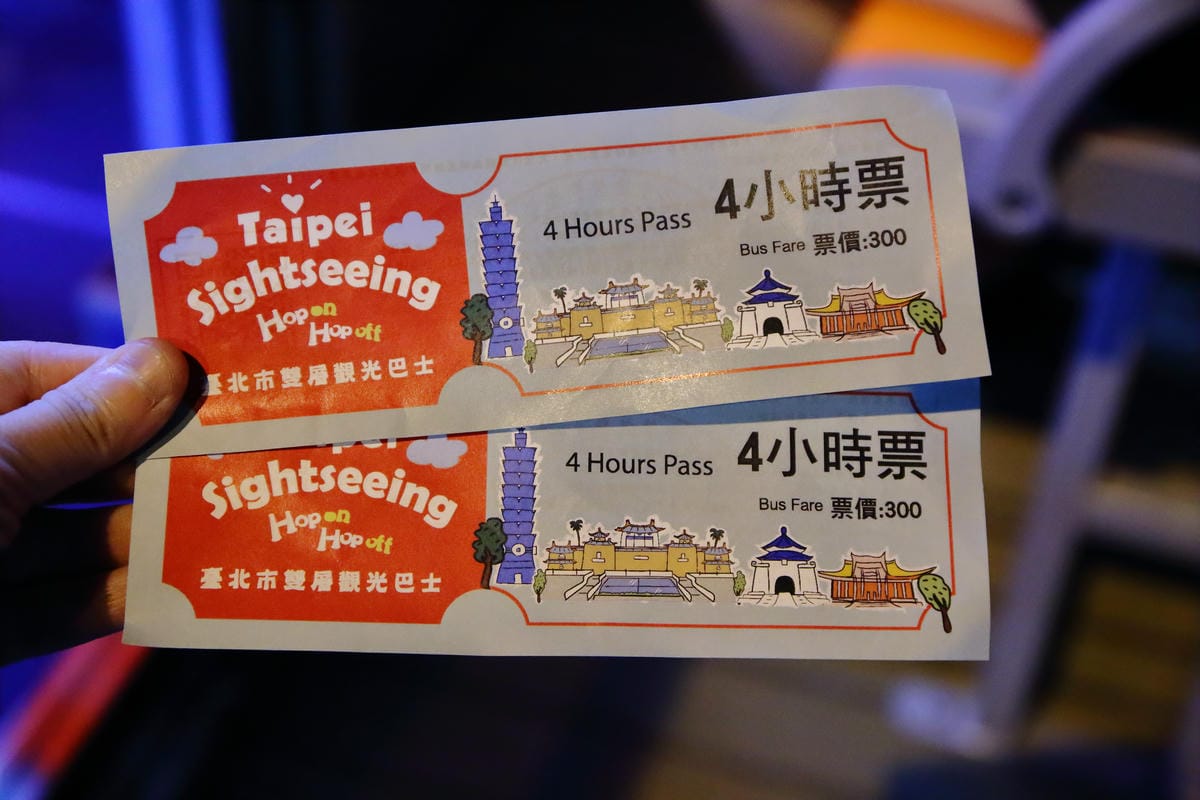 Taipei
Sightseeing
Hop on
Hop off
臺北市雙層觀光巴士
4 Hours Pass
4小時票
Bus Fare 票價:300
Sightseeing
Hop on
Hop off
臺北市雙層觀光巴士
4 Hours Pass
4小時票
Bus Fare 票價:300